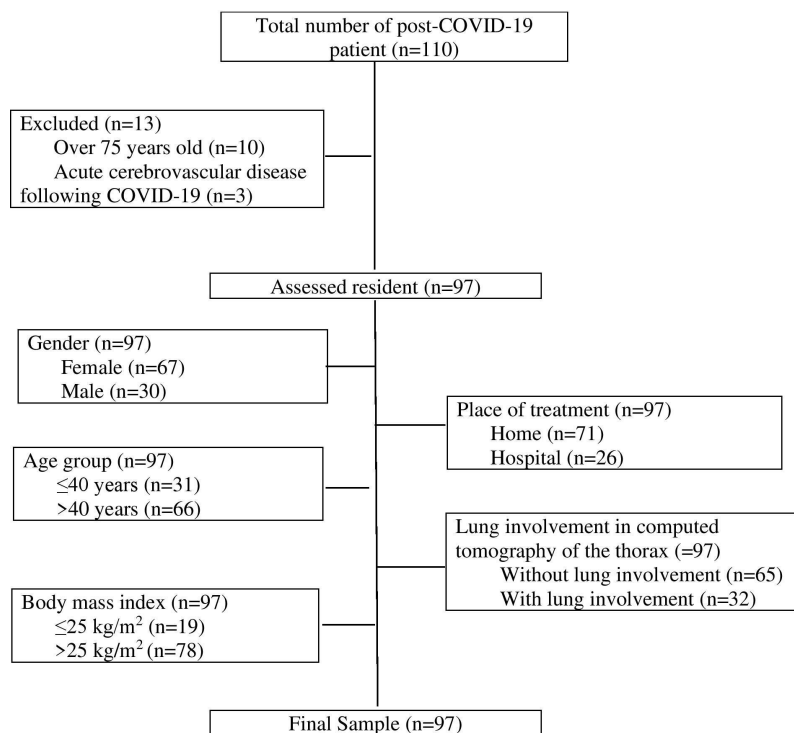 Total number of post-COVID-19
patient (n=110)
Excluded (n=13)
Over 75 years old (n=10)
Acute cerebrovascular disease
following COVID-19 (n=3)
Assessed resident (n=97)
Gender (n=97)
Female (n=67)
Male (n=30)
Place of treatment (n=97)
Home (n=71)
Hospital (n=26)
Age group (n=97)
≤40 years (n=31)
>40 years (n=66)
Lung involvement in computed
tomography of the thorax (=97)
Without lung involvement (n=65)
With lung involvement (n=32)
Body mass index (n=97)
≤25 kg/m² (n=19)
>25 kg/m² (n=78)
Final Sample (n=97)